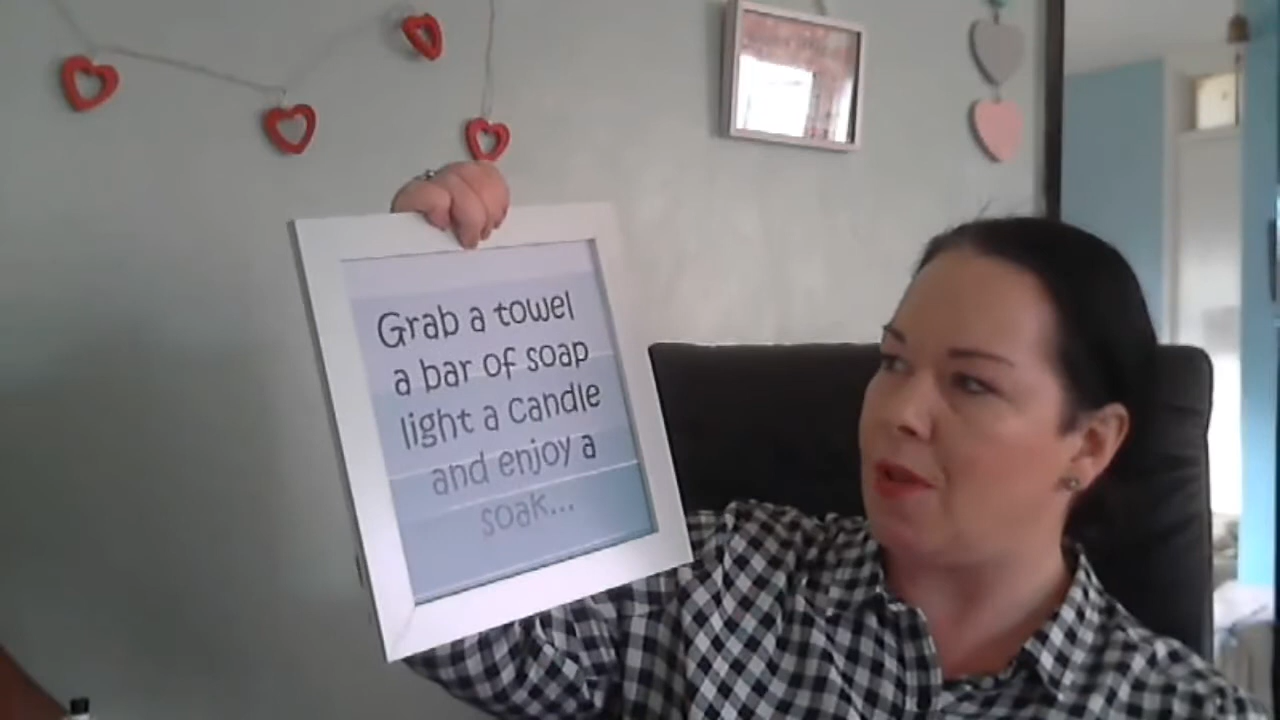 Grab a towel
a bar of soap
light a candle
and enjoy a
soak...